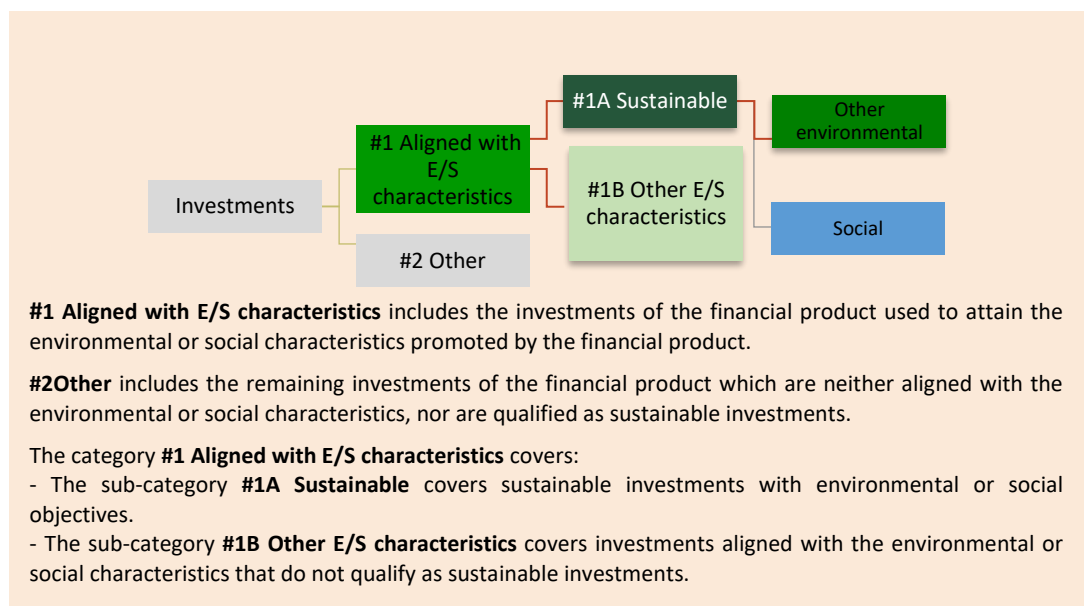 #1A Sustainable
Other
environmental
#1 Aligned with
E/S
characteristics
#1B Other E/S
characteristics
Investments
Social
#2 Other
#1 Aligned with E/S characteristics includes the investments of the financial product used to attain the
environmental or social characteristics promoted by the financial product.
#2Other includes the remaining investments of the financial product which are neither aligned with the
environmental or social characteristics, nor are qualified as sustainable investments.
The category #1 Aligned with E/S characteristics covers:
- The sub-category #1A Sustainable covers sustainable investments with environmental or social
objectives.
- The sub-category #1B Other E/S characteristics covers investments aligned with the environmental or
social characteristics that do not qualify as sustainable investments.